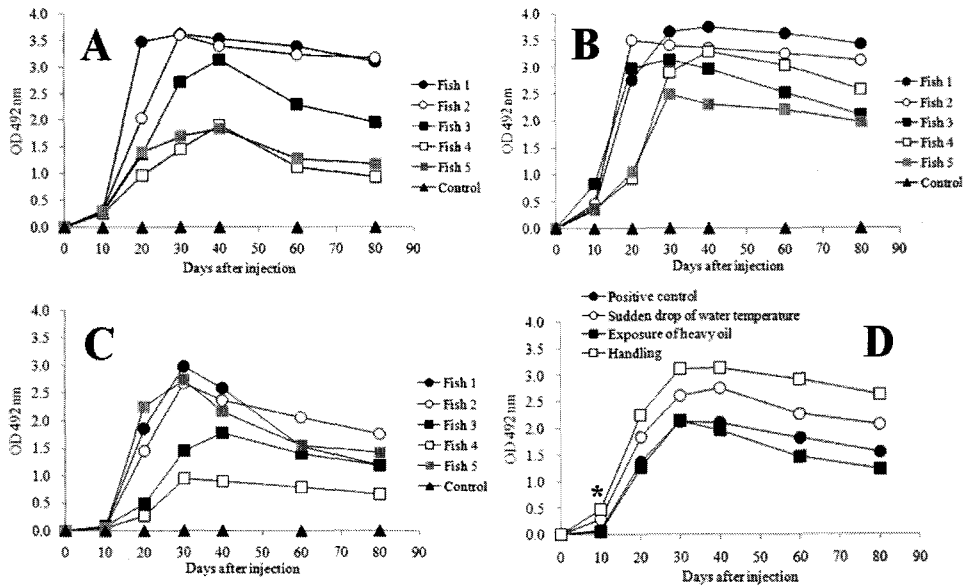 A
4.0
3.5
3.0
2.5
2.0
1.5
1.0
0.5
0.0
OD 492 nm
0 10 20 30 40 50 60 70 80 90
Days after injection
Fish 1
Fish 2
Fish 3
Fish 4
Fish 5
Control
B
4.0
3.5
3.0
2.5
2.0
1.5
1.0
0.5
0.0
OD 492 nm
0 10 20 30 40 50 60 70 80 90
Days after injection
Fish 1
Fish 2
Fish 3
Fish 4
Fish 5
Control
C
4.0
3.5
3.0
2.5
2.0
1.5
1.0
0.5
0.0
OD 492 nm
0 10 20 30 40 50 60 70 80 90
Days after injection
Fish 1
Fish 2
Fish 3
Fish 4
Fish 5
Control
Positive control
Sudden drop of water temperature
Exposure of heavy oil
Handling
D
4.0
3.5
3.0
2.5
2.0
1.5
1.0
0.5
0.0
OD 492 nm
*
0 10 20 30 40 50 60 70 80 90
Days after injection